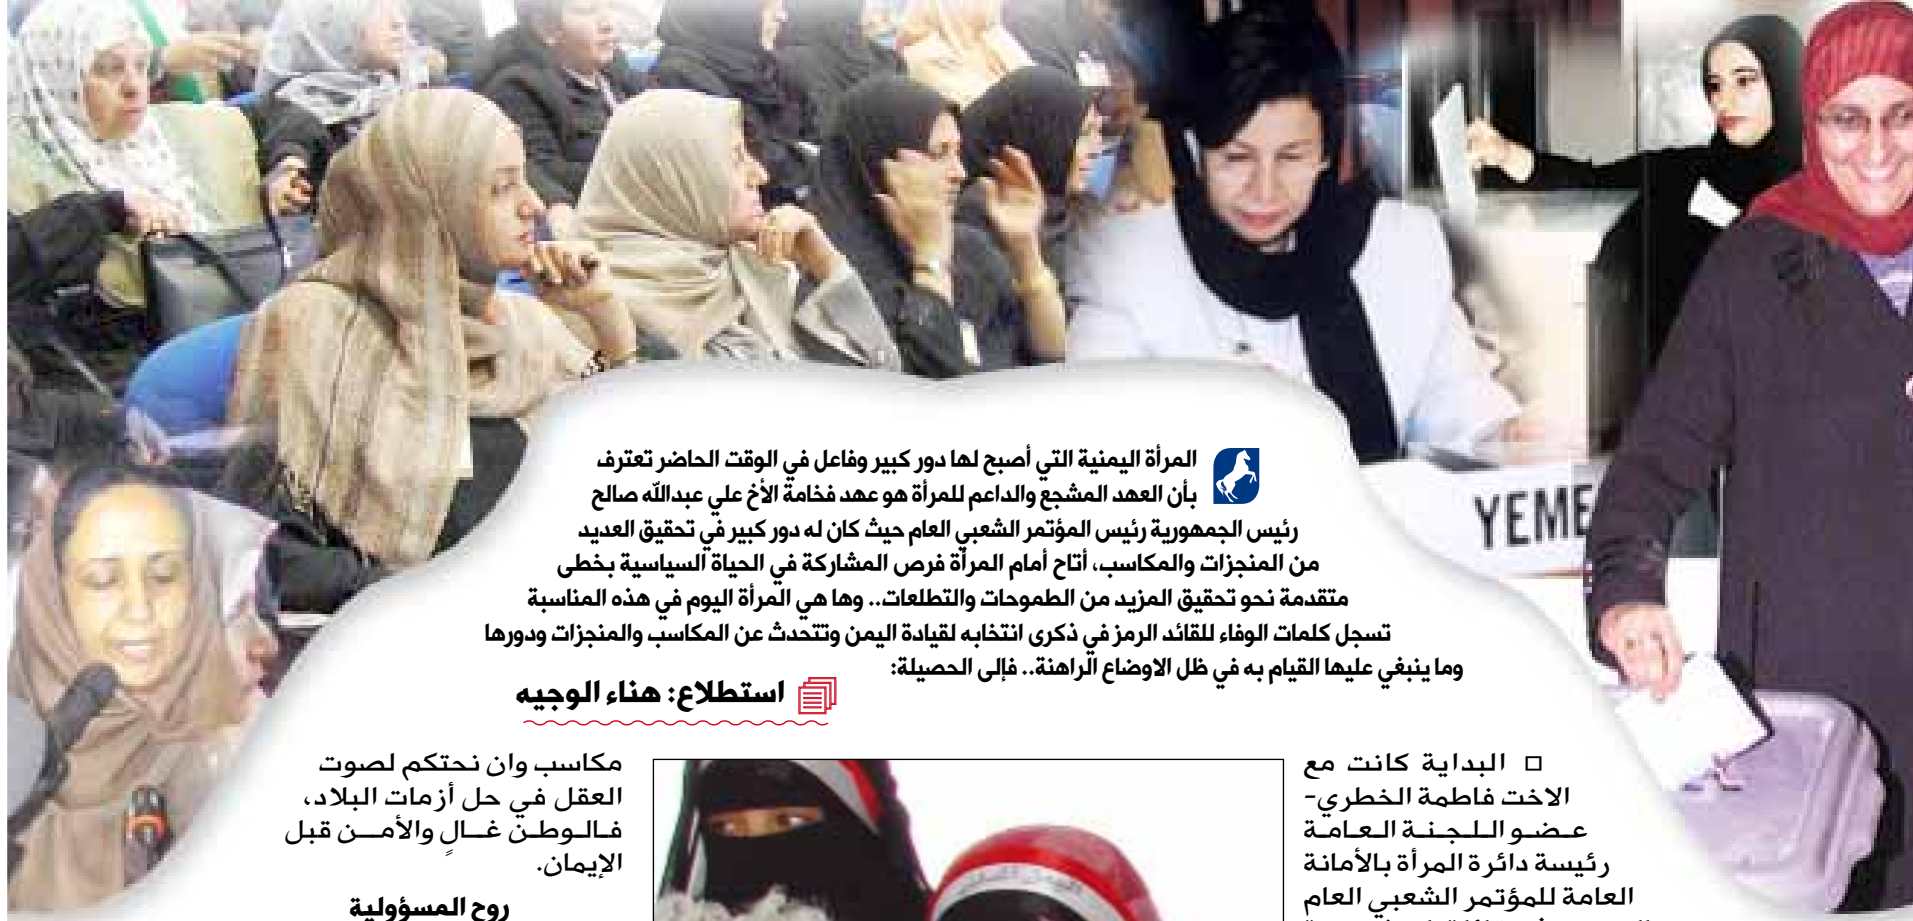 YEME
المرأة اليمنية التي أصبح لها دور كبير وفاعل في الوقت الحاضر تعترف
بأن العهد المشجع والداعم للمرأة هو عهد فخامة الأخ علي عبدالله صالح
رئيس الجمهورية رئيس المؤتمر الشعبي العام حيث كان له دور كبير في تحقيق العديد
من المنجزات والمكاسب، أتاح أمام المرأة فرص المشاركة في الحياة السياسية بخطى
متقدمة نحو تحقيق المزيد من الطموحات والتطلعات.. وها هي المرأة اليوم في هذه المناسبة
تسجل كلمات الوفاء للقائد الرمز في ذكرى انتخابه لقيادة اليمن وتتحدث عن المكاسب والمنجزات ودورها
وما ينبغي عليها القيام به في ظل الاوضاع الراهنة.. فإلى الحصيلة:
استطلاع: هناء الوجيه
□ البداية كانت مع
الاخت فاطمة الخطري-
عضو اللجنة العامة
رئيسة دائرة المرأة بالأمانة
العامة للمؤتمر الشعبي العام
مكاسب وان نحتكم لصوت
العقل في حل أزمات البلاد،
فالوطن غالٍ والأمن قبل
الإيمان.
روح المسؤولية